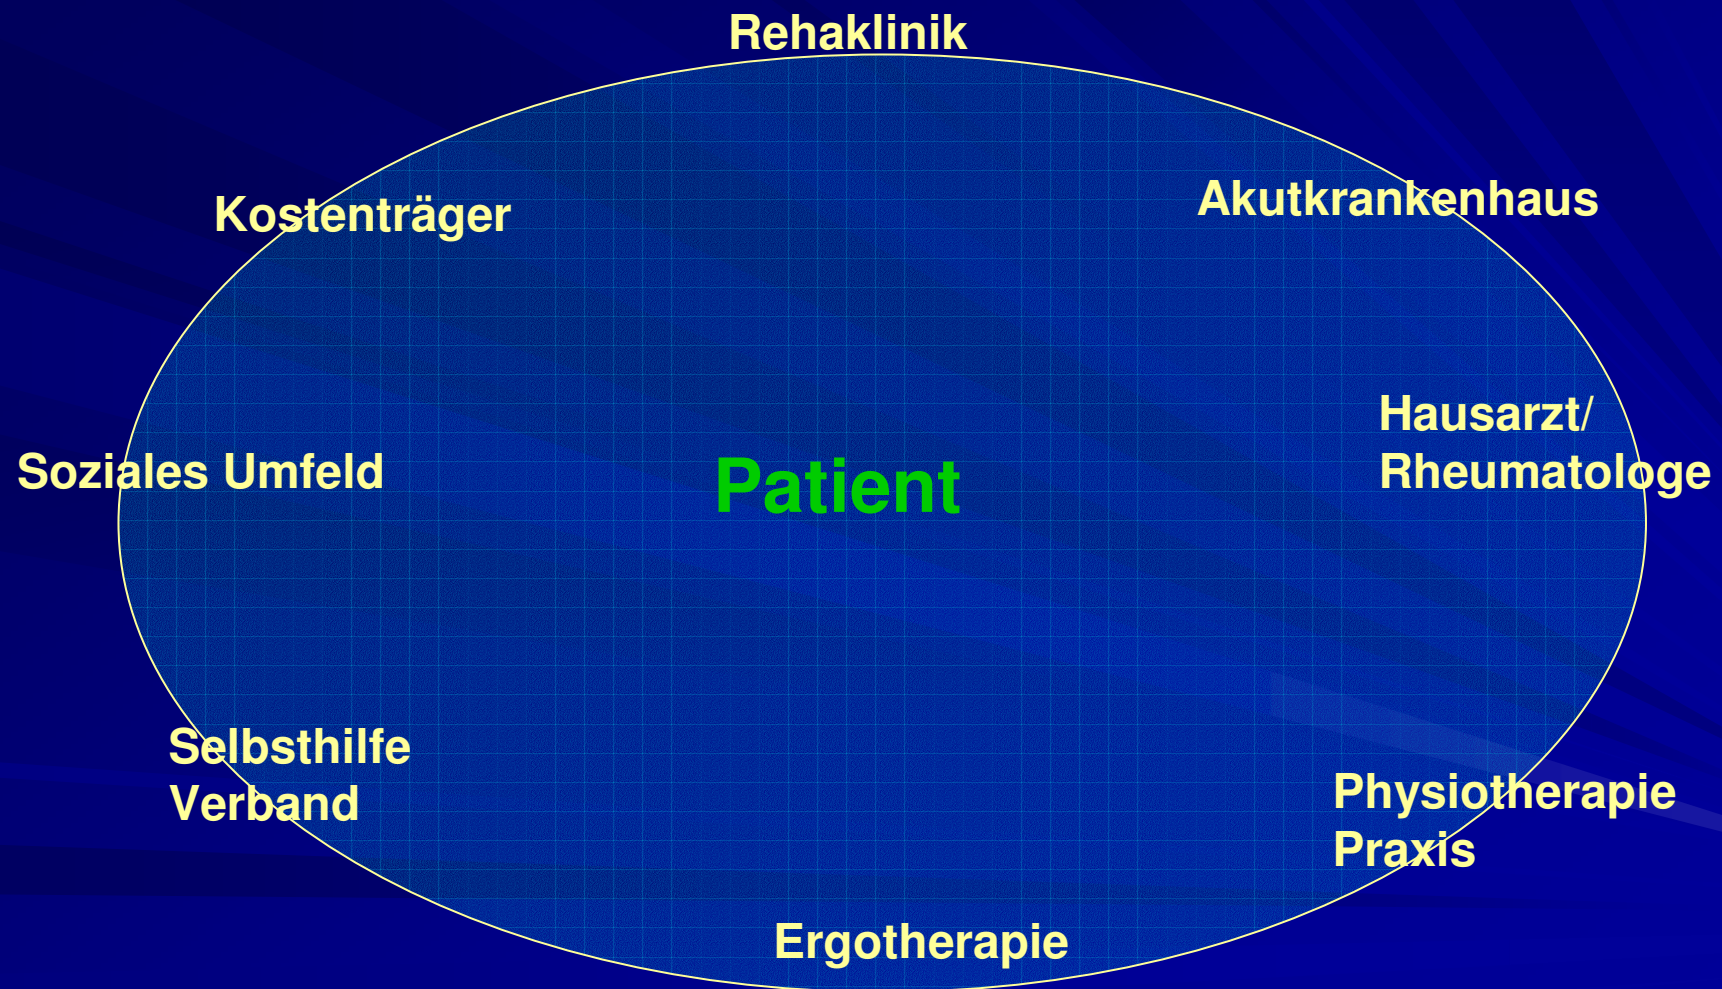 Rehaklinik
Kostenträger
Akutkrankenhaus
Hausarzt/
Rheumatologe
Soziales Umfeld
Patient
Selbsthilfe
Verband
Physiotherapie
Praxis
Ergotherapie